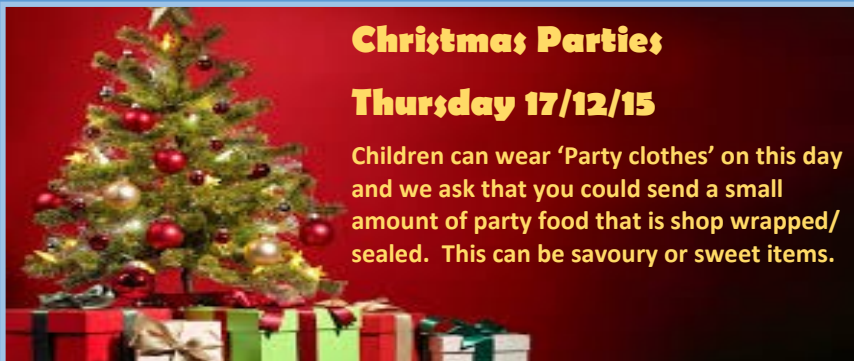 Christmas Parties
Thursday 17/12/15
Children can wear ‘Party clothes’ on this day
and we ask that you could send a small
amount of party food that is shop wrapped/
sealed.  This can be savoury or sweet items.